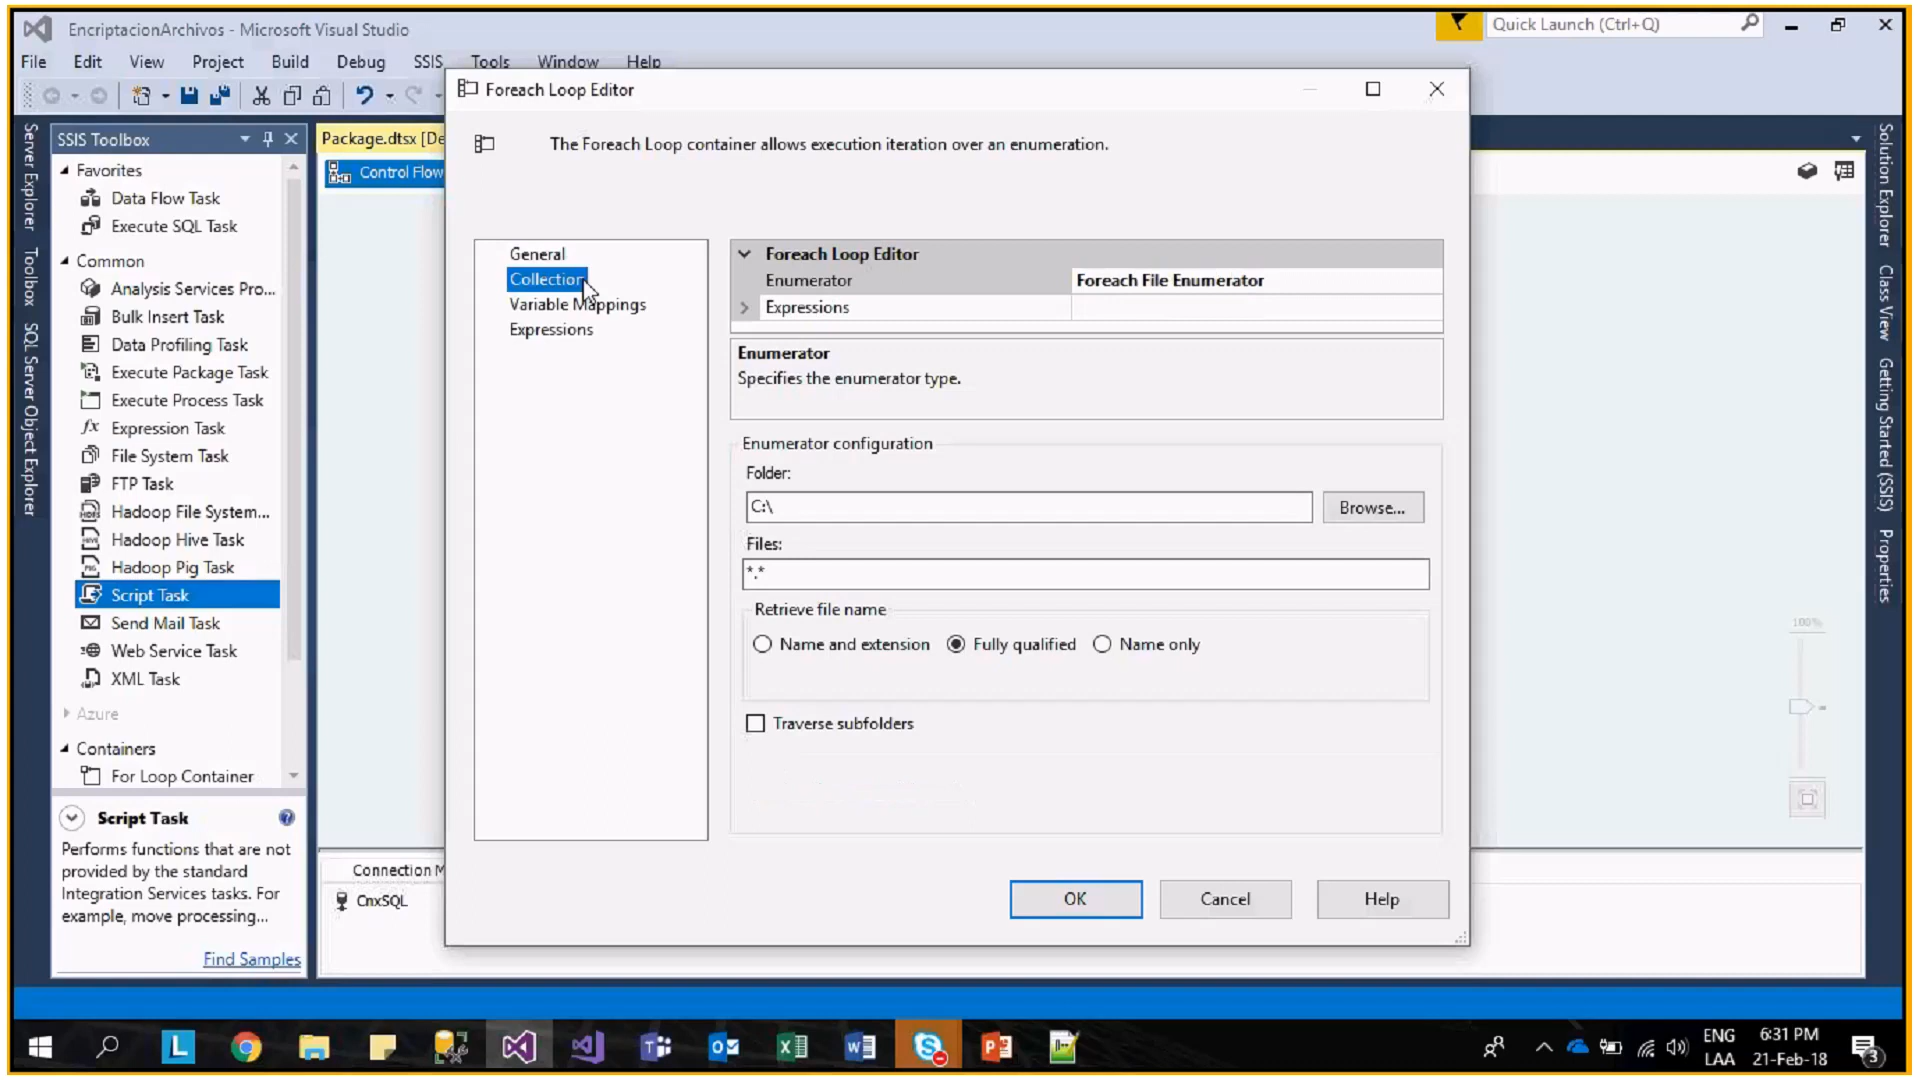 EncriptacionArchivos - Microsoft Visual Studio
Quick Launch (Ctrl+Q)
File Edit View Project Build Debug SSIS Tools Window Help
Foreach Loop Editor
SSIS Toolbox
Package.dtsx [De
The Foreach Loop container allows execution iteration over an enumeration.
Favorites
Control Flow
Data Flow Task
Execute SQL Task
Common
Analysis Services Pro...
Bulk Insert Task
Data Profiling Task
Execute Package Task
Execute Process Task
Expression Task
File System Task
FTP Task
Hadoop File System...
Hadoop Hive Task
Hadoop Pig Task
Script Task
Send Mail Task
Web Service Task
XML Task
Azure
Containers
For Loop Container
Script Task
Performs functions that are not
provided by the standard
Integration Services tasks. For
example, move processing...
Find Samples
Server Explorer
Toolbox
SQL Server Object Explorer
General
Collection
Variable Mappings
Expressions
Foreach Loop Editor
Enumerator Foreach File Enumerator
Expressions
Enumerator
Specifies the enumerator type.
Enumerator configuration
Folder:
C:\
Browse...
Files:
*.*
Retrieve file name
Name and extension
Fully qualified
Name only
Traverse subfolders
OK
Cancel
Help
Connection M
CnxSQL
100%
Solution Explorer
Class View
Getting Started (SSIS)
Properties
ENG
LAA
6:31 PM
21-Feb-18
3